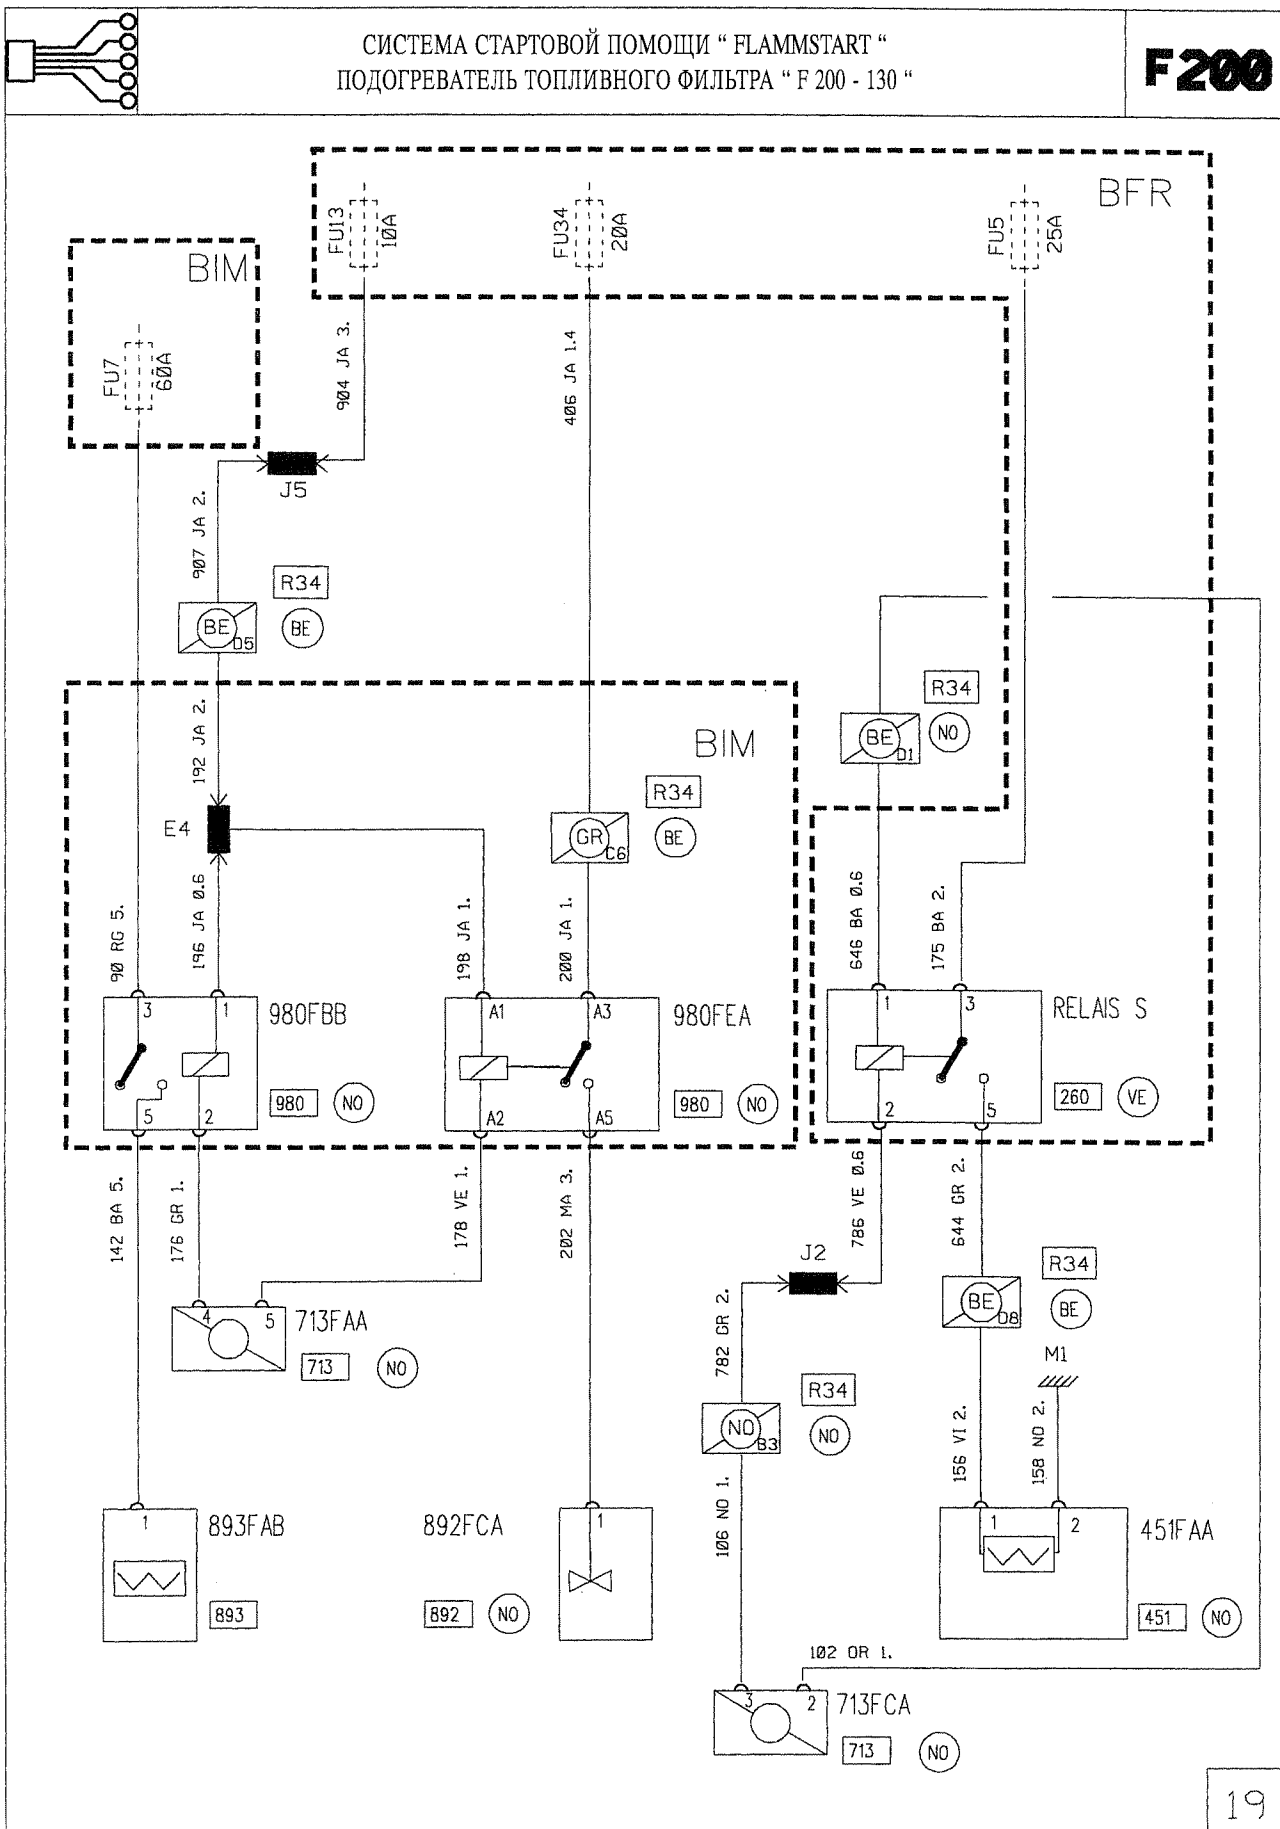 СИСТЕМА СТАРТОВОЙ ПОМОЩИ “ FLAMMSTART “
ПОДОГРЕВАТЕЛЬ ТОПЛИВНОГО ФИЛЬТРА “ F 200 - 130 “
F200
BFR
FU13
10A
FU34
20A
FU5
25A
BIM
FU7
60A
904 JA 3.
406 JA 1.4
J5
907 JA 2.
R34
BE
D5
BE
192 JA 2.
BIM
R34
BE
D1
NO
E4
R34
GR
C6
BE
90 RG 5.
196 JA 0.6
198 JA 1.
200 JA 1.
646 BA 0.6
175 BA 2.
3
1
980FBB
A1
A3
980FEA
1
3
RELAIS S
980
NO
980
NO
260
VE
5
2
A2
A5
2
5
142 BA 5.
176 GR 1.
178 VE 1.
202 MA 3.
786 VE 0.6
644 GR 2.
J2
R34
BE
D8
BE
4
5
713FAA
713
NO
782 GR 2.
M1
R34
NO
B3
NO
156 VI 2.
158 NO 2.
106 NO 1.
1
893FAB
892FCA
1
1
2
451FAA
893
892
NO
451
NO
102 OR 1.
3
2
713FCA
713
NO
19